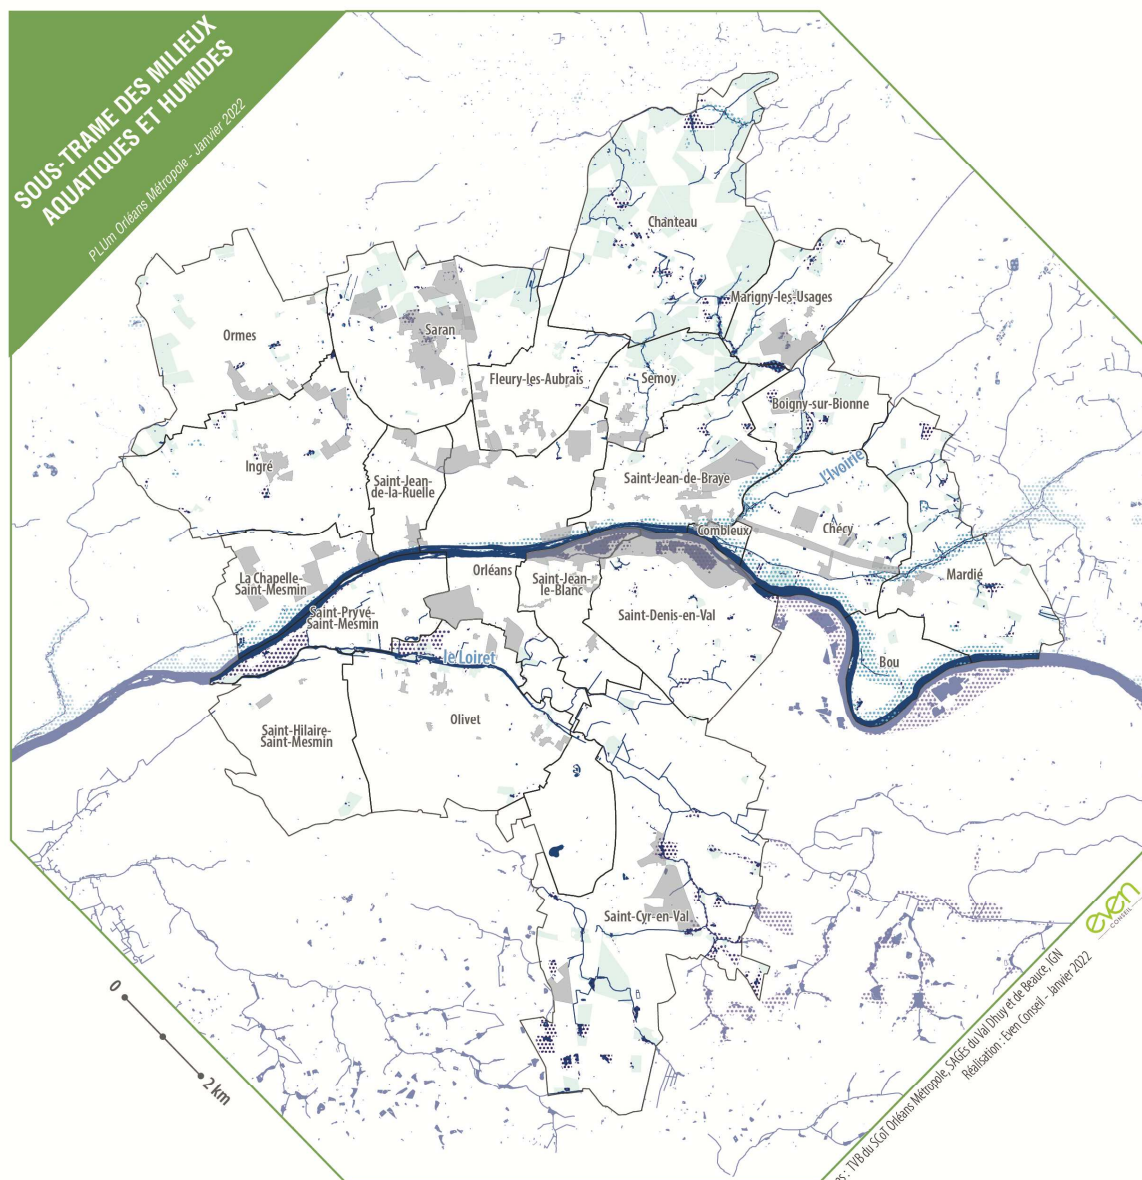 SOUS-TRAME DES MILIEUX
AQUATIQUES ET HUMIDES
PLUm Orléans Métropole - Janvier 2022
Chanteau
Marigny-les-Usages
Ormes
Saran
Fleury-les-Aubrais
Semoy
Boigny-sur-Bionne
Ingré
Saint-Jean-
de-la-Ruelle
Saint-Jean-de-Braye
l'Ivoirie
Combleux
Chécy
Mardié
La Chapelle-
Saint-Mesmin
Orléans
Saint-Jean-
le-Blanc
Saint-Pryvé-
Saint-Mesmin
Saint-Denis-en-Val
le Loiret
Bou
Saint-Hilaire-
Saint-Mesmin
Olivet
Saint-Cyr-en-Val
0
2 km
even
CONSEIL
: TVB du SCoT Orléans Métropole, SAGEs du Val Dhuy et de Beauce, IGN
Réalisation : Even Conseil - Janvier 2022